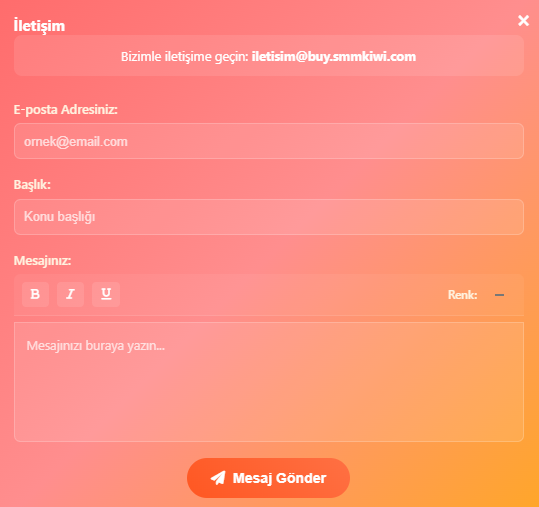 İletişim
Bizimle iletişime geçin: iletisim@buy.smmkiwi.com
E-posta Adresiniz:
ornek@email.com
Başlık:
Konu başlığı
Mesajınız:
B I U Renk:
Mesajınızı buraya yazın...
Mesaj Gönder